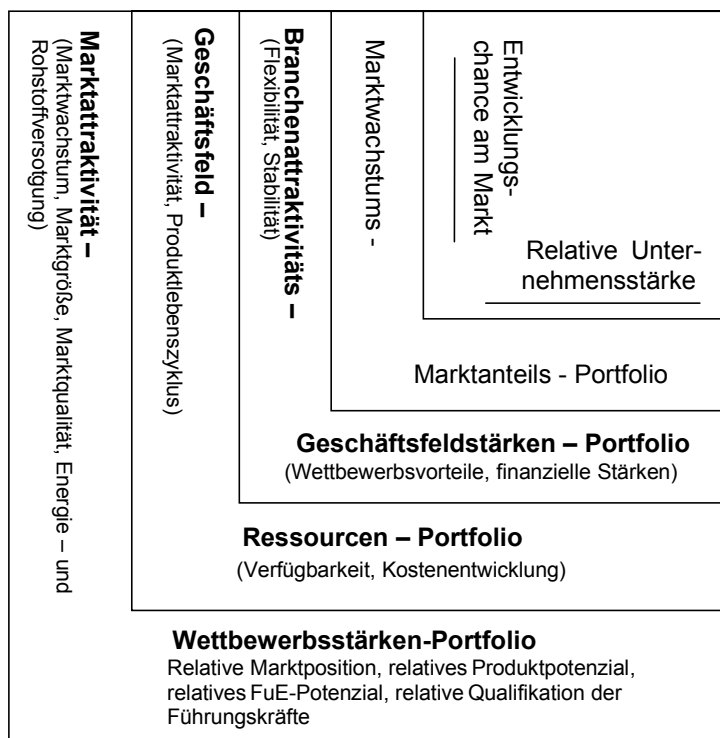 Marktattraktivität –
(Marktwachstum, Marktgröße, Marktqualität, Energie – und
Rohstoffversotgung)
Geschäftsfeld –
(Marktattraktivität, Produktlebenszyklus)
Branchenattraktivitäts –
(Flexibilität, Stabilität)
Marktwachstums -
Entwicklungs-
chance am Markt
Relative Unter-
nehmensstärke
Marktanteils - Portfolio
Geschäftsfeldstärken – Portfolio
(Wettbewerbsvorteile, finanzielle Stärken)
Ressourcen – Portfolio
(Verfügbarkeit, Kostenentwicklung)
Wettbewerbsstärken-Portfolio
Relative Marktposition, relatives Produktpotenzial,
relatives FuE-Potenzial, relative Qualifikation der
Führungskräfte